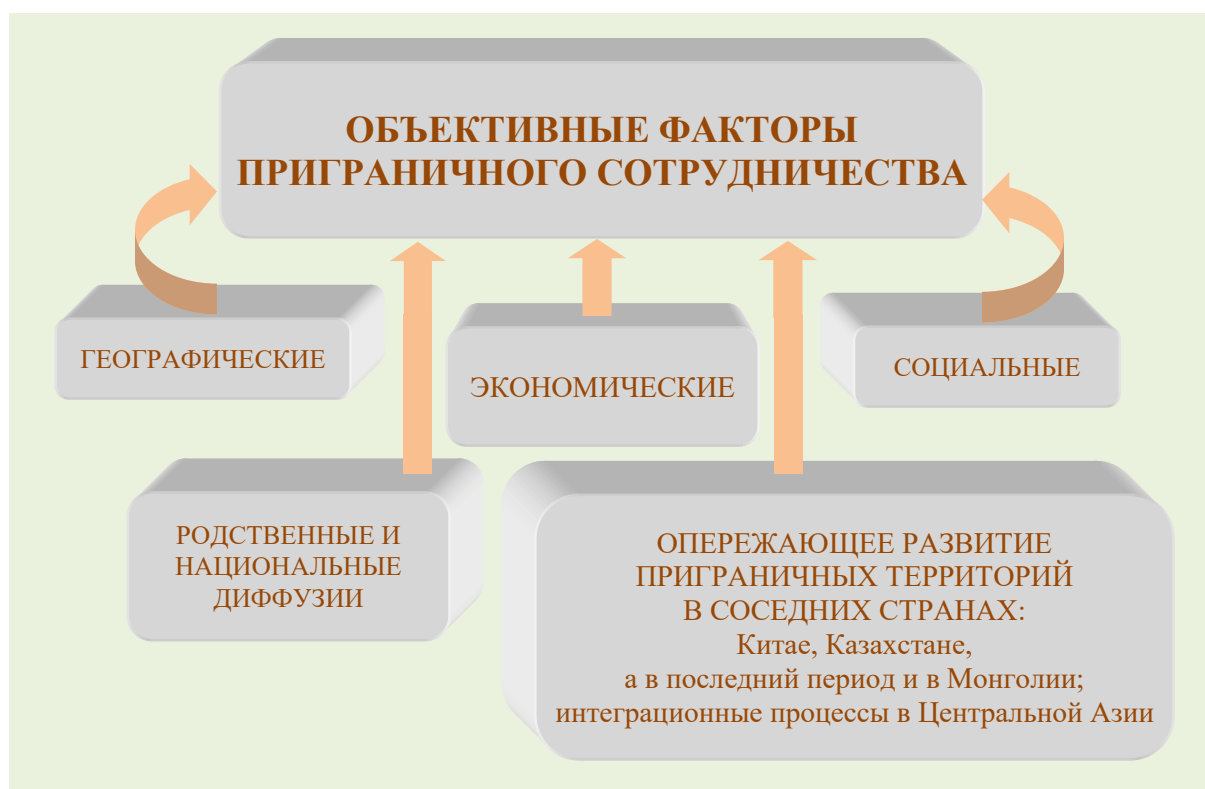 ОБЪЕКТИВНЫЕ ФАКТОРЫ
ПРИГРАНИЧНОГО СОТРУДНИЧЕСТВА
ГЕОГРАФИЧЕСКИЕ
ЭКОНОМИЧЕСКИЕ
СОЦИАЛЬНЫЕ
РОДСТВЕННЫЕ И
НАЦИОНАЛЬНЫЕ
ДИФФУЗИИ
ОПЕРЕЖАЮЩЕЕ РАЗВИТИЕ
ПРИГРАНИЧНЫХ ТЕРРИТОРИЙ
В СОСЕДНИХ СТРАНАХ:
Китае, Казахстане,
а в последний период и в Монголии;
интеграционные процессы в Центральной Азии